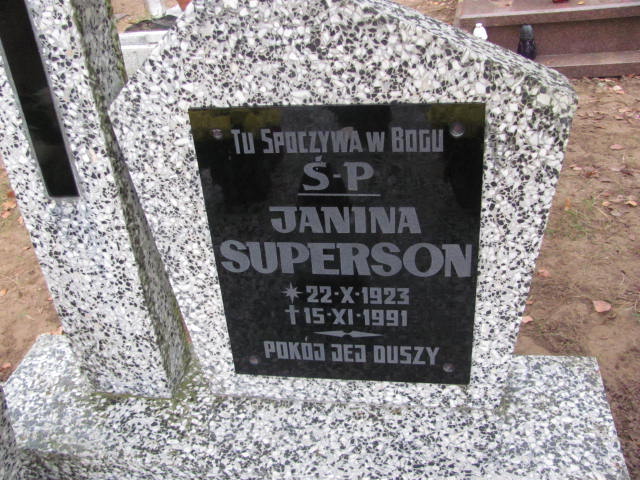 Tu Spoczywa w Bogu
Ś-P
JANINA
SUPERSON
* 22·X·1923
† 15·XI·1991
POKÓJ JEJ DUSZY